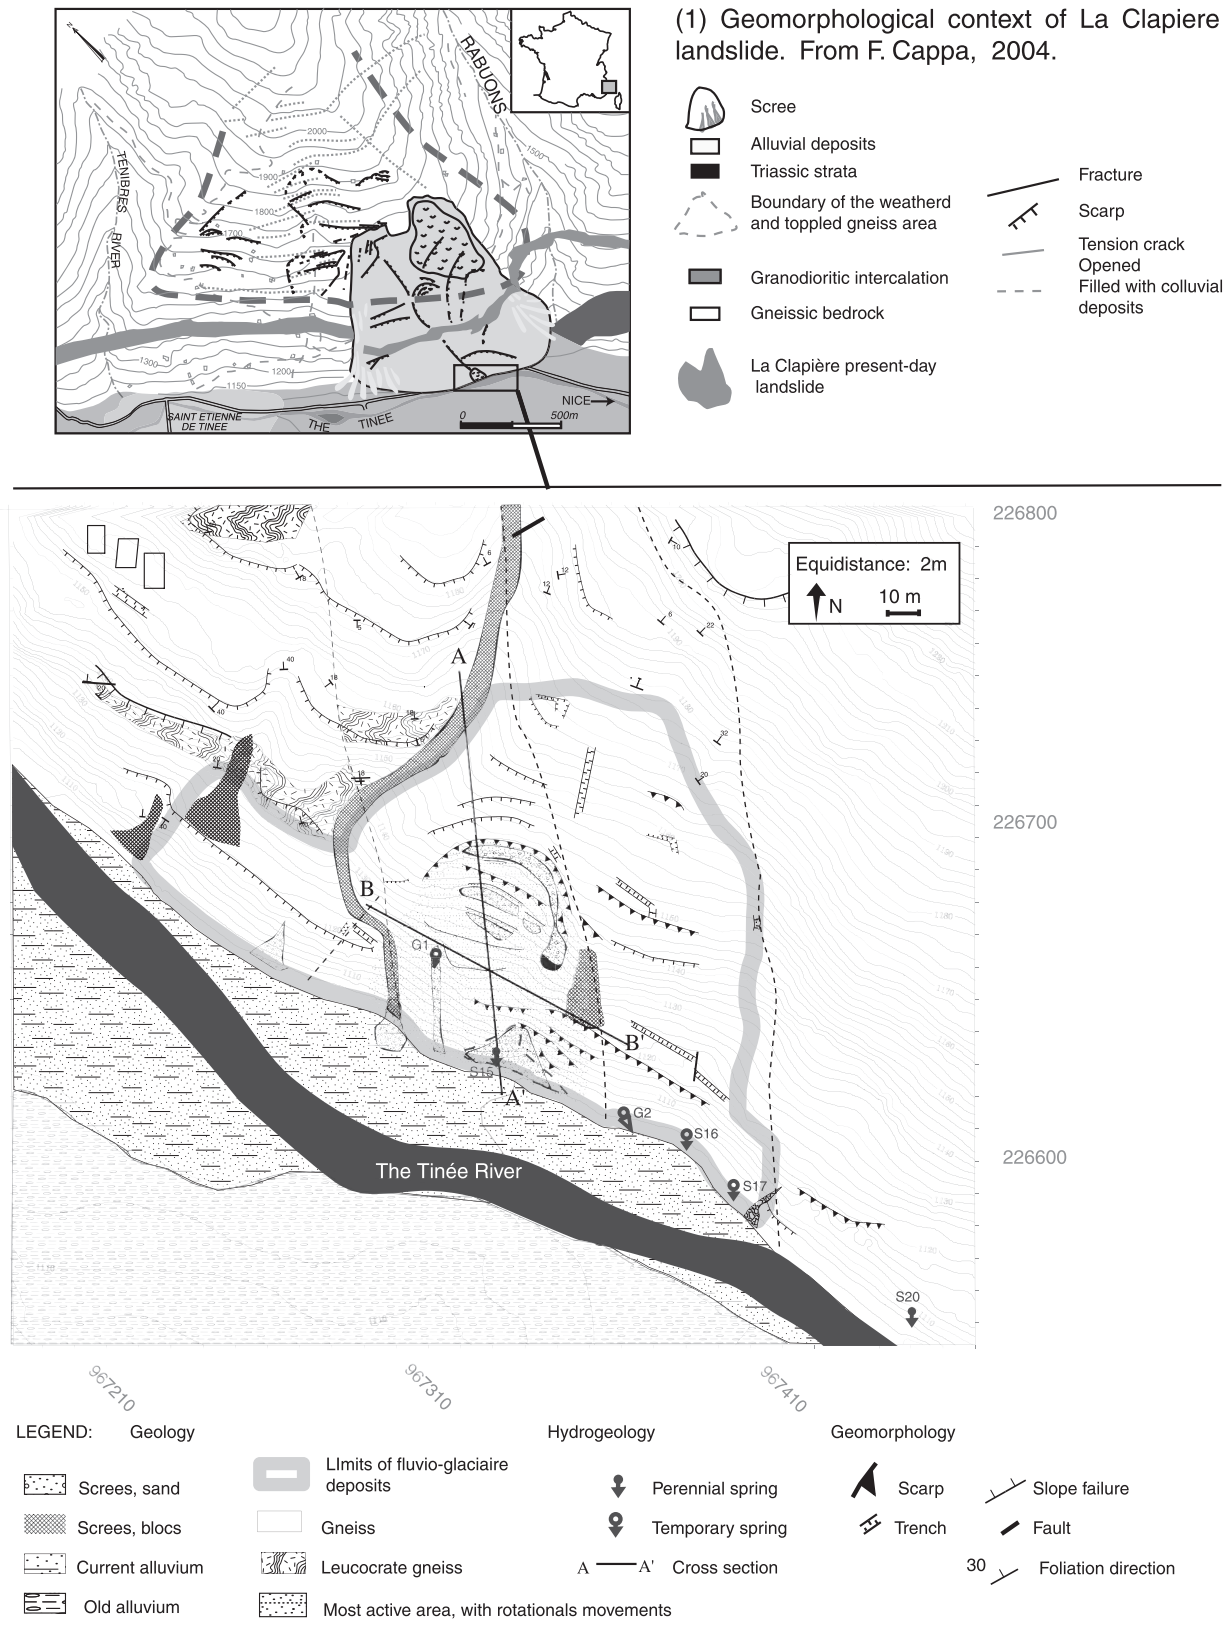 (1) Geomorphological context of La Clapiere
landslide. From F. Cappa, 2004.
Scree
Alluvial deposits
Triassic strata
Boundary of the weatherd
and toppled gneiss area
Granodioritic intercalation
Gneissic bedrock
La Clapière present-day
landslide
Fracture
Scarp
Tension crack
Opened
Filled with colluvial
deposits
N
RABUONS
TENIBRES
RIVER
2000
1900
1800
1700
1500
1300
1200
1150
SAINT ETIENNE
DE TINEE
THE TINEE
NICE
0 500m
226800
Equidistance: 2m
N 10 m
A
226700
B
G1
B'
S15
A'
G2
S16
S17
The Tinée River
226600
S20
967210
967310
967410
LEGEND: Geology
Screes, sand
Screes, blocs
Current alluvium
Old alluvium
LImits of fluvio-glaciaire
deposits
Gneiss
Leucocrate gneiss
Most active area, with rotationals movements
Hydrogeology
Perennial spring
Temporary spring
A A' Cross section
Geomorphology
Scarp
Trench
Slope failure
Fault
30 Foliation direction